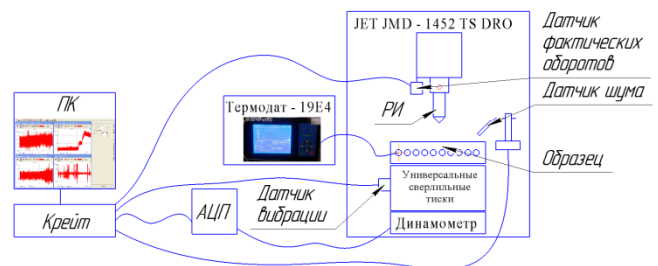 JET JMD - 1452 TS DRO
Датчик
фактических
оборотов
Датчик шума
РИ
ПК
Термодат - 19Е4
Образец
Универсальные
сверлильные
тиски
Датчик
вибрации
АЦП
Крейт
Динамометр